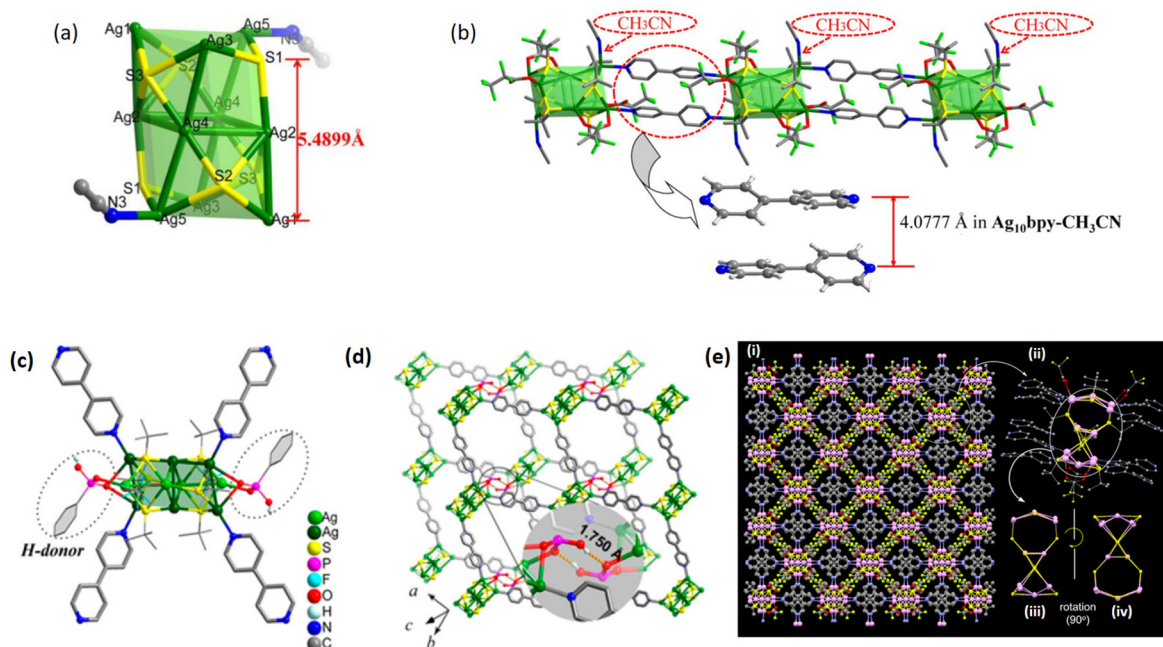 (a)
Ag1
Ag5
N3
Ag3
S1
S2
S3
Ag4
Ag2
Ag4
Ag2
5.4899Å
S2
S3
S1
N3
Ag3
Ag5
Ag1
(b)
CH3CN
CH3CN
CH3CN
4.0777 Å in Ag10bpy-CH3CN
(c)
H-donor
Ag
Ag
S
P
F
O
H
N
C
(d)
1.750 Å
a
c
b
(e)
(i)
(ii)
(iii)
rotation
(90°)
(iv)